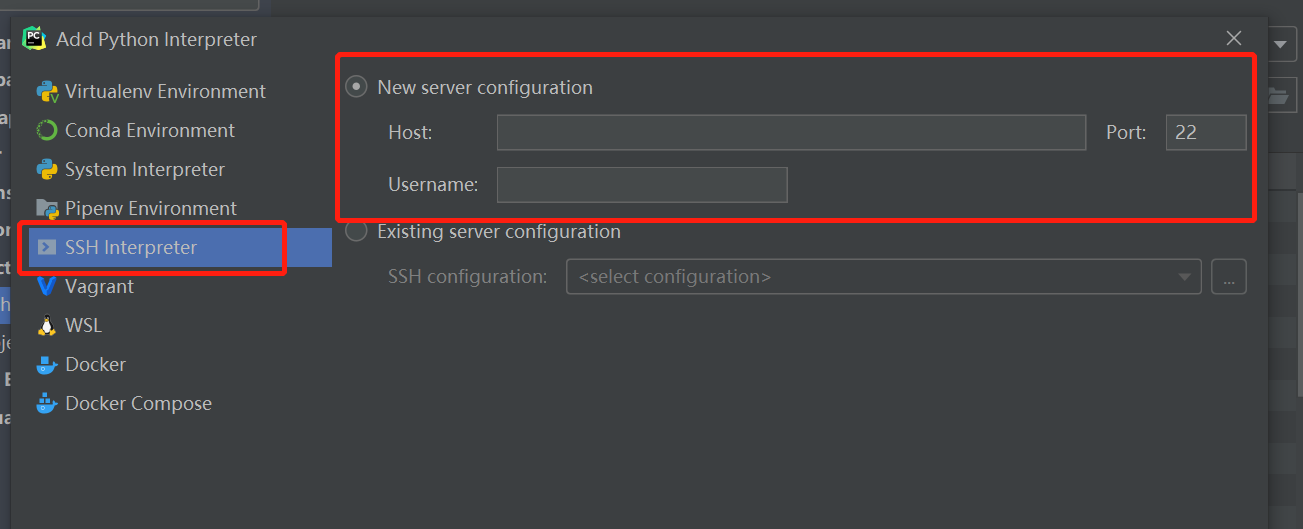 Add Python Interpreter
Virtualenv Environment
Conda Environment
System Interpreter
Pipenv Environment
SSH Interpreter
Vagrant
WSL
Docker
Docker Compose
New server configuration
Host:
Port: 22
Username:
Existing server configuration
SSH configuration: <select configuration> ...